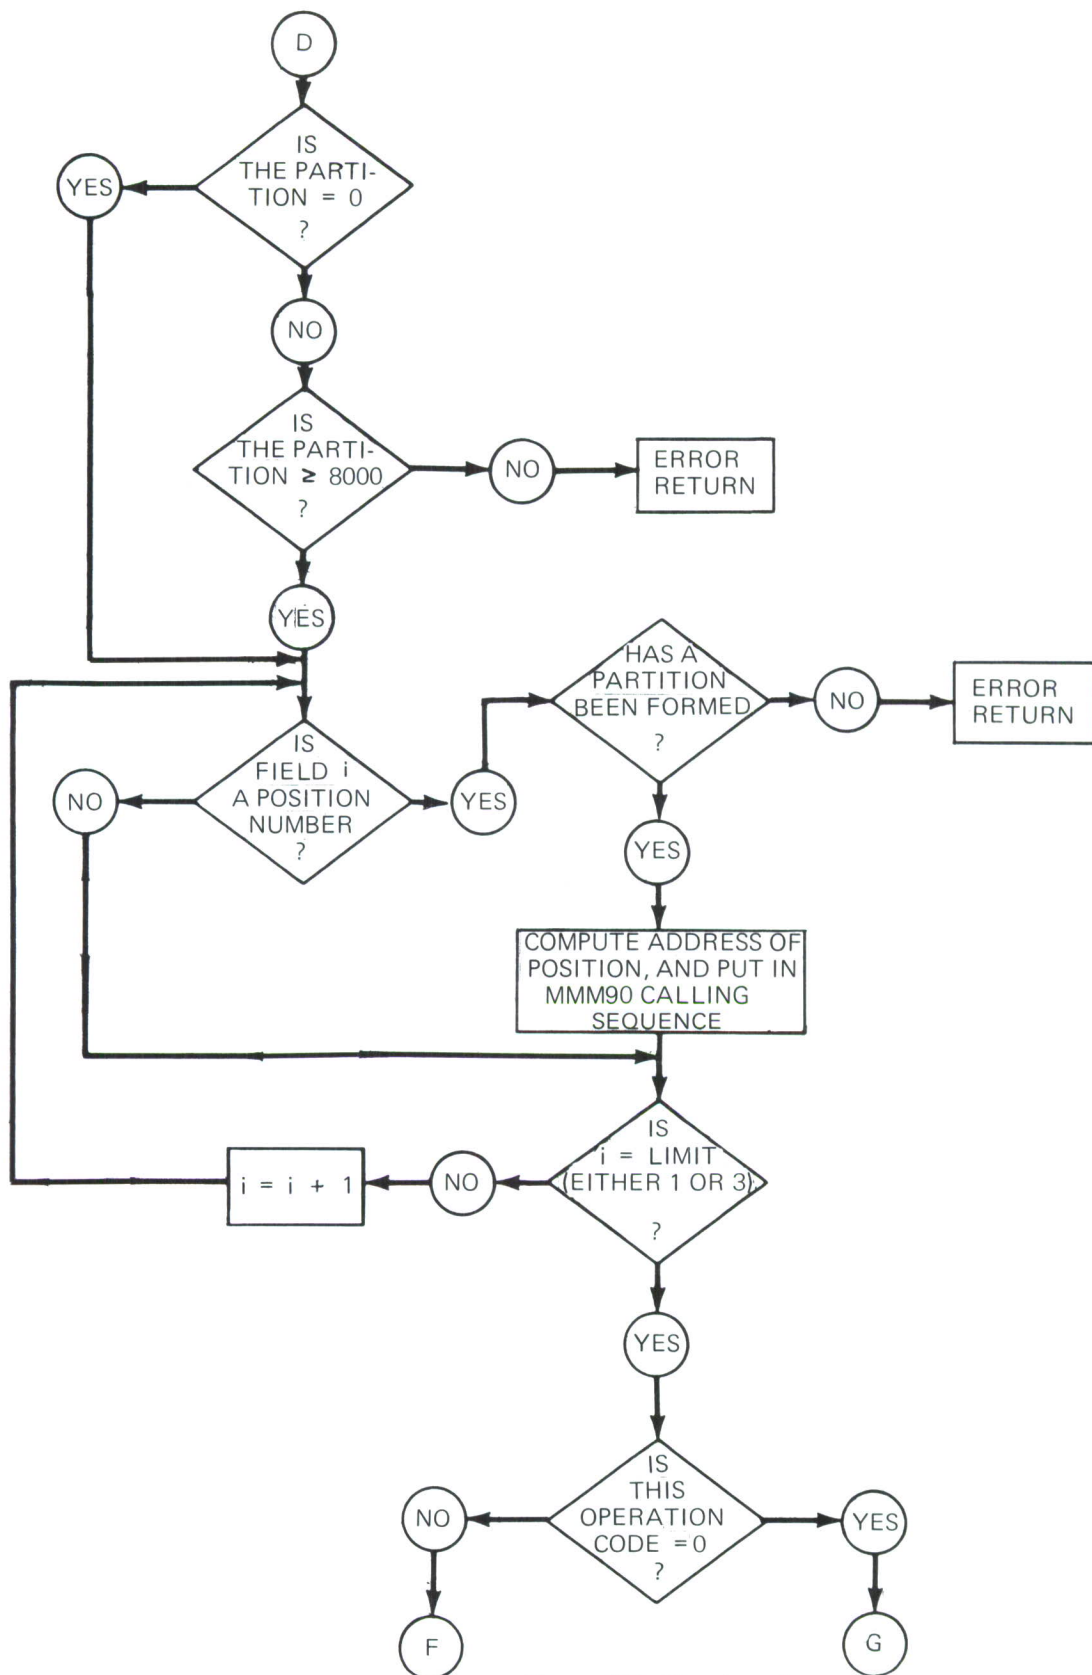 D
IS
THE PARTI-
TION = 0
?
YES
NO
IS
THE PARTI-
TION ≥ 8000
?
NO
ERROR
RETURN
YES
HAS A
PARTITION
BEEN FORMED
?
NO
ERROR
RETURN
IS
FIELD i
A POSITION
NUMBER
?
NO
YES
YES
COMPUTE ADDRESS OF
POSITION, AND PUT IN
MMM90 CALLING
SEQUENCE
IS
i = LIMIT
(EITHER 1 OR 3)
?
NO
i = i + 1
YES
IS
THIS
OPERATION
CODE = 0
?
NO
YES
F
G